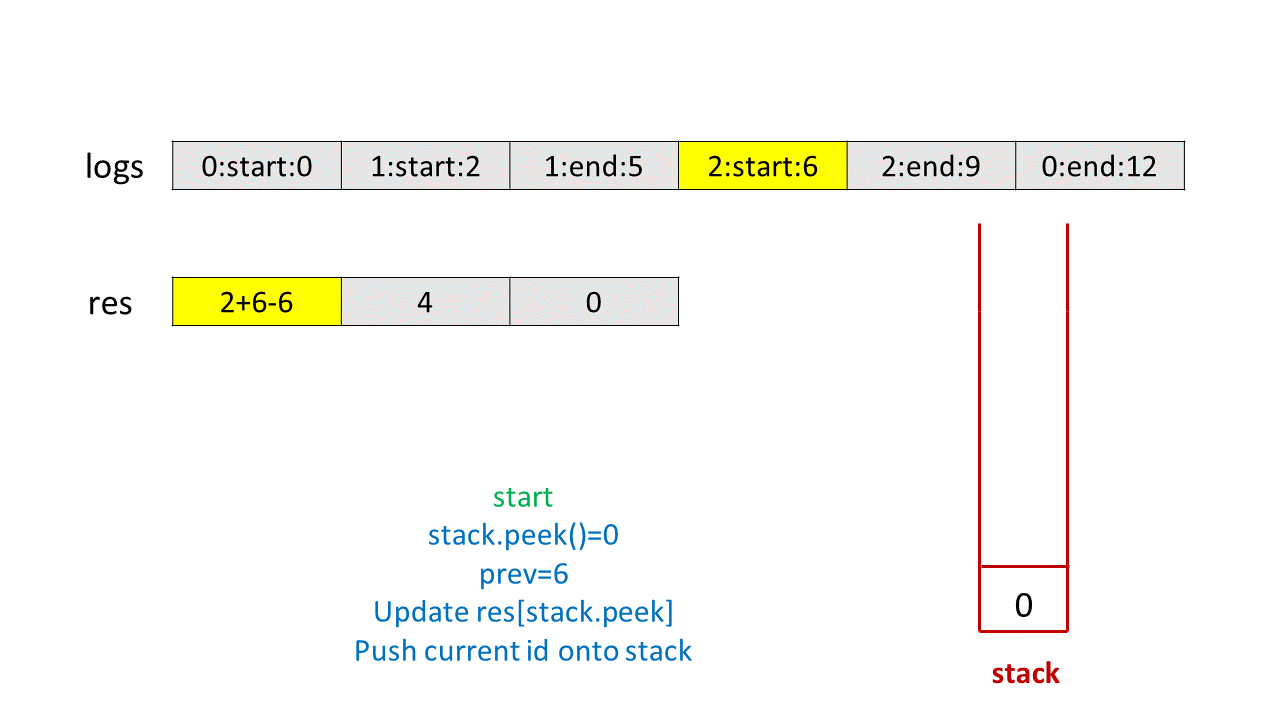 logs 0:start:0 1:start:2 1:end:5 2:start:6 2:end:9 0:end:12
res 2+6-6 4 0
start
stack.peek()=0
prev=6
Update res[stack.peek]
Push current id onto stack
0
stack